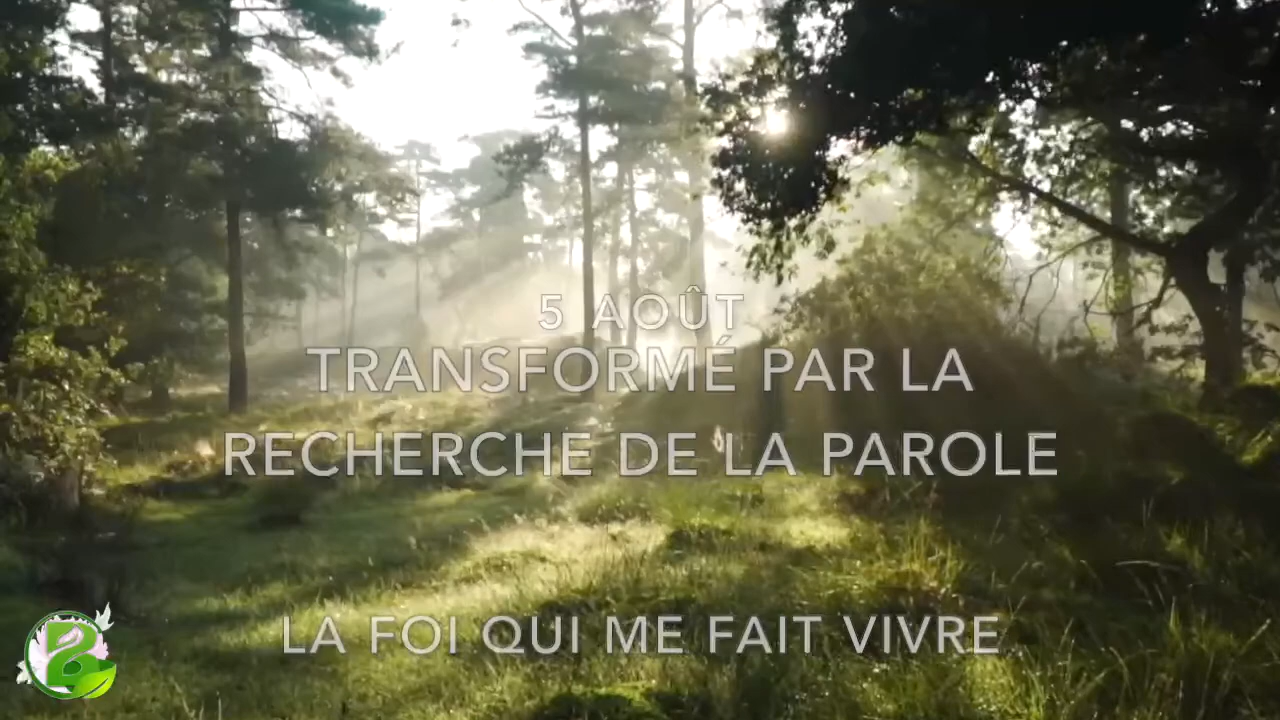 5 AOÛT
TRANSFORMÉ PAR LA
RECHERCHE DE LA PAROLE
LA FOI QUI ME FAIT VIVRE